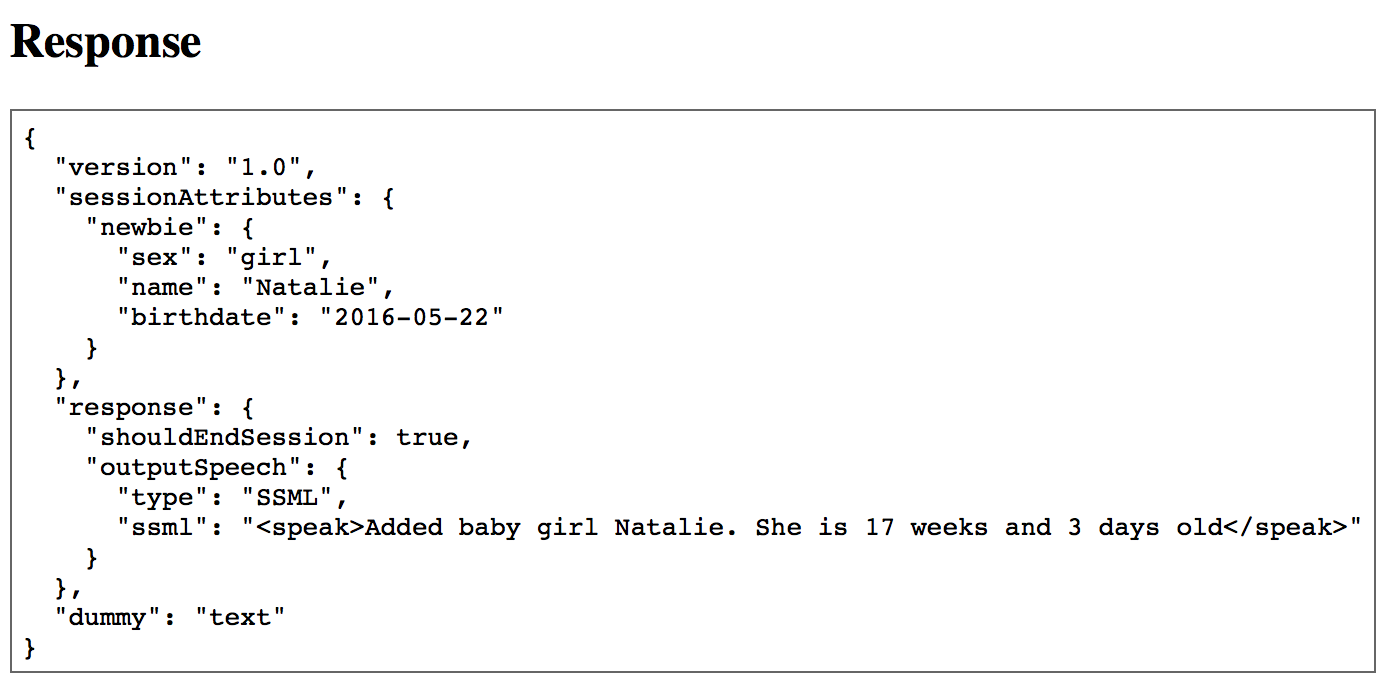 Response
{
  "version": "1.0",
  "sessionAttributes": {
    "newbie": {
      "sex": "girl",
      "name": "Natalie",
      "birthdate": "2016-05-22"
    }
  },
  "response": {
    "shouldEndSession": true,
    "outputSpeech": {
      "type": "SSML",
      "ssml": "<speak>Added baby girl Natalie. She is 17 weeks and 3 days old</speak>"
    }
  },
  "dummy": "text"
}